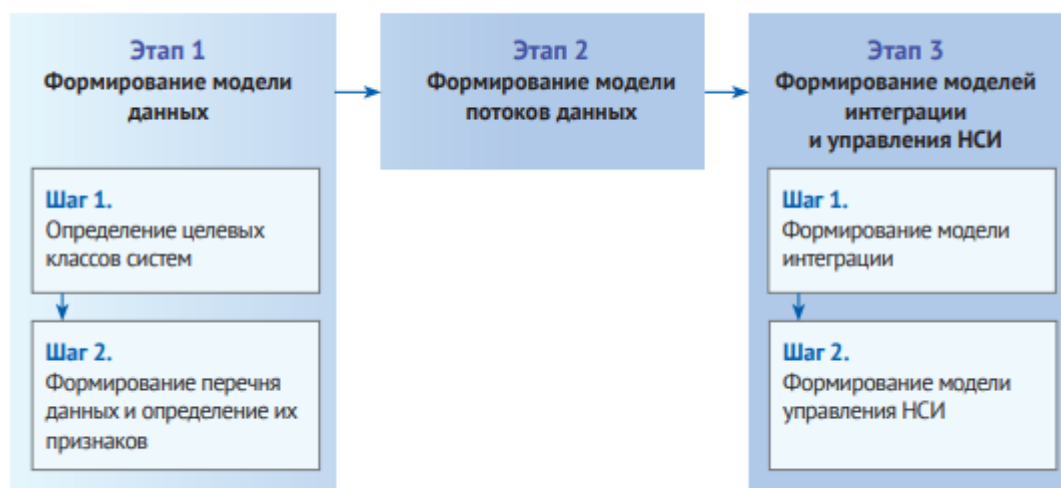 Этап 1
Формирование модели
данных
Шаг 1.
Определение целевых
классов систем
Шаг 2.
Формирование перечня
данных и определение их
признаков
Этап 2
Формирование модели
потоков данных
Этап 3
Формирование моделей
интеграции
и управления НСИ
Шаг 1.
Формирование модели
интеграции
Шаг 2.
Формирование модели
управления НСИ